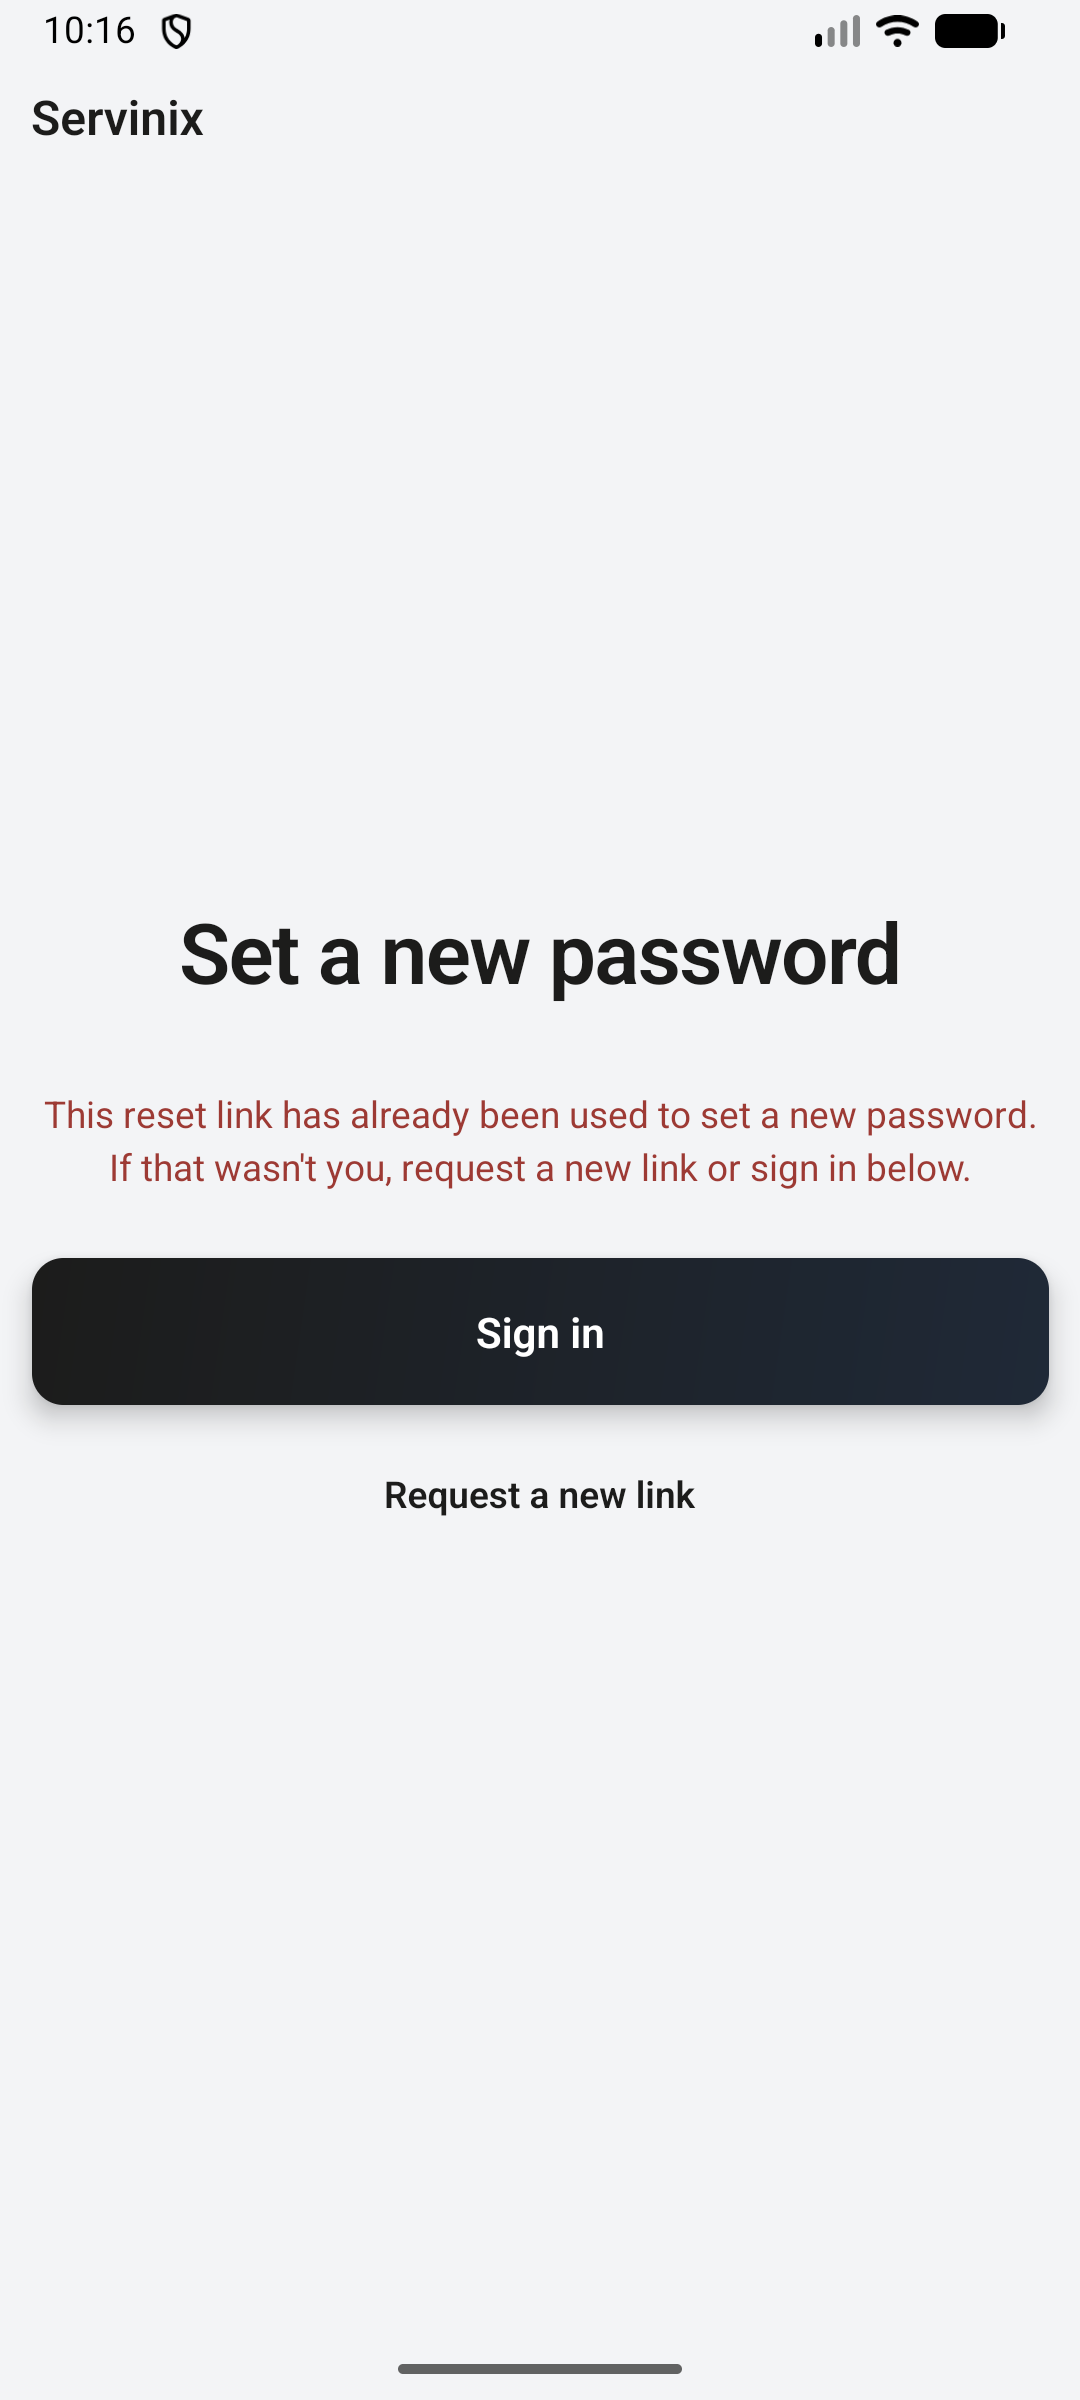 10:16
Servinix
Set a new password
This reset link has already been used to set a new password.
If that wasn't you, request a new link or sign in below.
Sign in
Request a new link